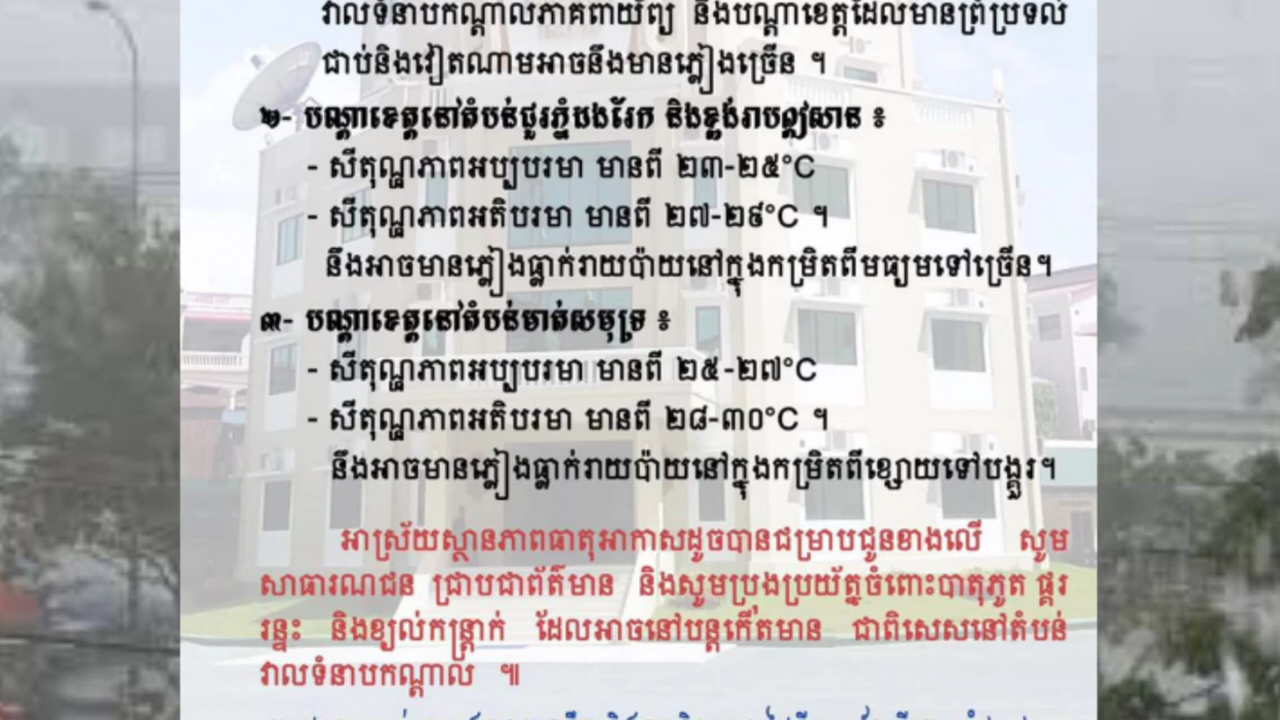 វាលទំនាបកណ្តាលភាគពាយ័ព្យ និងបណ្តាខេត្តដែលមានព្រំប្រទល់
ជាប់និងវៀតណាមអាចនឹងមានភ្លៀងច្រើន ។
២- បណ្តាខេត្តនៅតំបន់ជួរភ្នំដងរែក និងខ្ពង់រាបឦសាន ៖
- សីតុណ្ហភាពអប្បបរមា មានពី ២៣-២៥°C
- សីតុណ្ហភាពអតិបរមា មានពី ២៧-២៩°C ។
នឹងអាចមានភ្លៀងធ្លាក់រាយប៉ាយនៅក្នុងកម្រិតពីមធ្យមទៅច្រើន។
៣- បណ្តាខេត្តនៅតំបន់មាត់សមុទ្រ ៖
- សីតុណ្ហភាពអប្បបរមា មានពី ២៥-២៧°C
- សីតុណ្ហភាពអតិបរមា មានពី ២៨-៣០°C ។
នឹងអាចមានភ្លៀងធ្លាក់រាយប៉ាយនៅក្នុងកម្រិតពីខ្សោយទៅបង្គួរ។
អាស្រ័យស្ថានភាពធាតុអាកាសដូចបានជម្រាបជូនខាងលើ សូម
សាធារណជន ជ្រាបជាព័ត៌មាន និងសូមប្រុងប្រយ័ត្នចំពោះបាតុភូត ផ្គរ
រន្ទះ និងខ្យល់កន្ត្រាក់ ដែលអាចនៅបន្តកើតមាន ជាពិសេសនៅតំបន់
វាលទំនាបកណ្តាល ៕